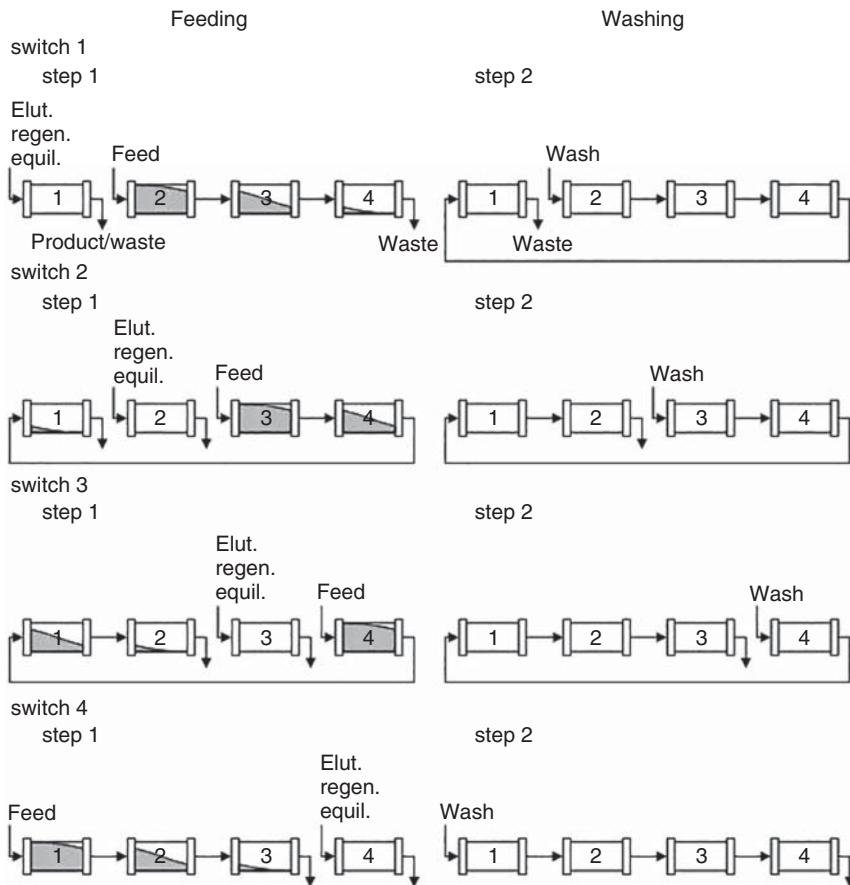 Feeding
Washing
switch 1
step 1
step 2
Elut.
regen.
equil.
Feed
Wash
1
2
3
4
1
2
3
4
Product/waste
Waste
Waste
switch 2
step 1
step 2
Elut.
regen.
equil.
Feed
Wash
1
2
3
4
1
2
3
4
switch 3
step 1
step 2
Elut.
regen.
equil.
Feed
Wash
1
2
3
4
1
2
3
4
switch 4
step 1
step 2
Elut.
regen.
equil.
Feed
Wash
1
2
3
4
1
2
3
4